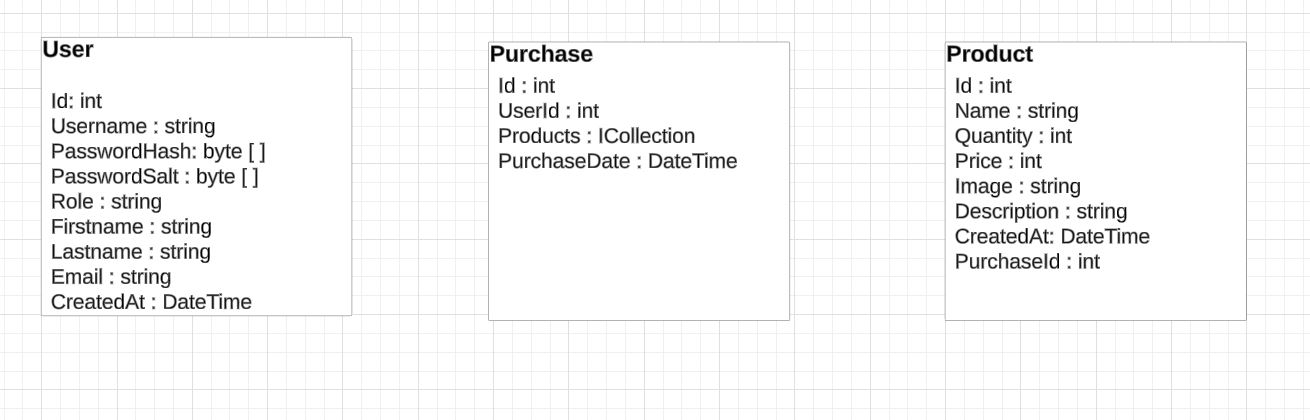 User
Id: int
Username : string
PasswordHash: byte [ ]
PasswordSalt : byte [ ]
Role : string
Firstname : string
Lastname : string
Email : string
CreatedAt : DateTime
Purchase
Id : int
UserId : int
Products : ICollection
PurchaseDate : DateTime
Product
Id : int
Name : string
Quantity : int
Price : int
Image : string
Description : string
CreatedAt: DateTime
PurchaseId : int